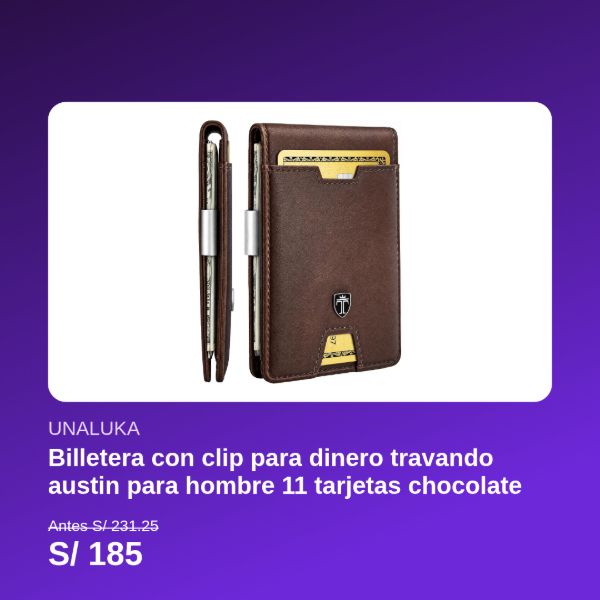 UNALUKA
Billetera con clip para dinero travando
austin para hombre 11 tarjetas chocolate
Antes S/ 231.25
S/ 185